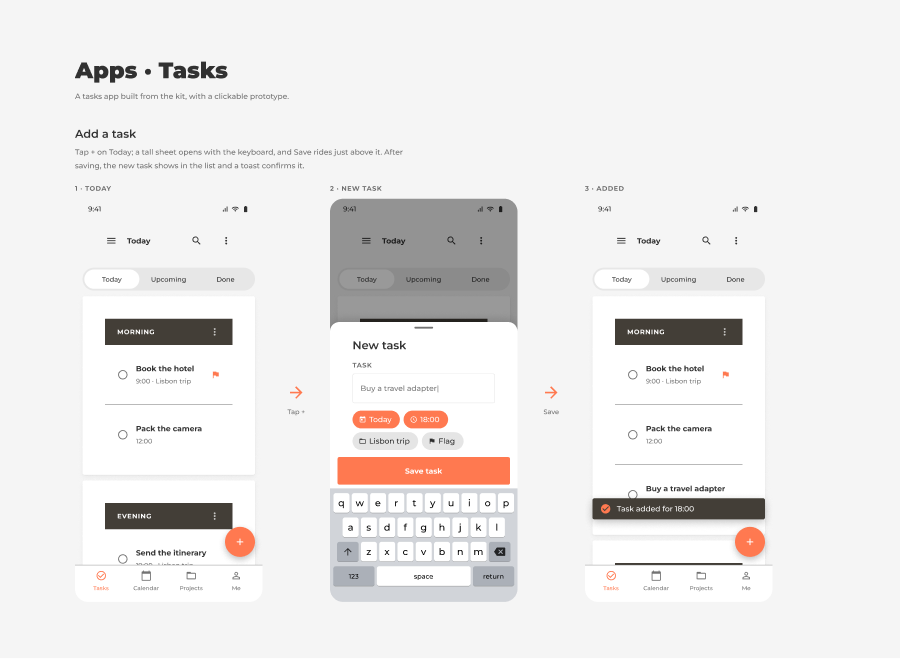 Apps • Tasks
A tasks app built from the kit, with a clickable prototype.
Add a task
Tap + on Today; a tall sheet opens with the keyboard, and Save rides just above it. After
saving, the new task shows in the list and a toast confirms it.
1 · TODAY
9:41
Today
Today Upcoming Done
MORNING
Book the hotel
9:00 · Lisbon trip
Pack the camera
12:00
EVENING
Send the itinerary
+
Tasks Calendar Projects Me
Tap +
2 · NEW TASK
9:41
Today
Today Upcoming Done
New task
TASK
Buy a travel adapter|
Today 18:00
Lisbon trip Flag
Save task
q w e r t y u i o p
a s d f g h j k l
z x c v b n m
123 space return
Save
3 · ADDED
9:41
Today
Today Upcoming Done
MORNING
Book the hotel
9:00 · Lisbon trip
Pack the camera
12:00
Buy a travel adapter
Task added for 18:00
+
Tasks Calendar Projects Me